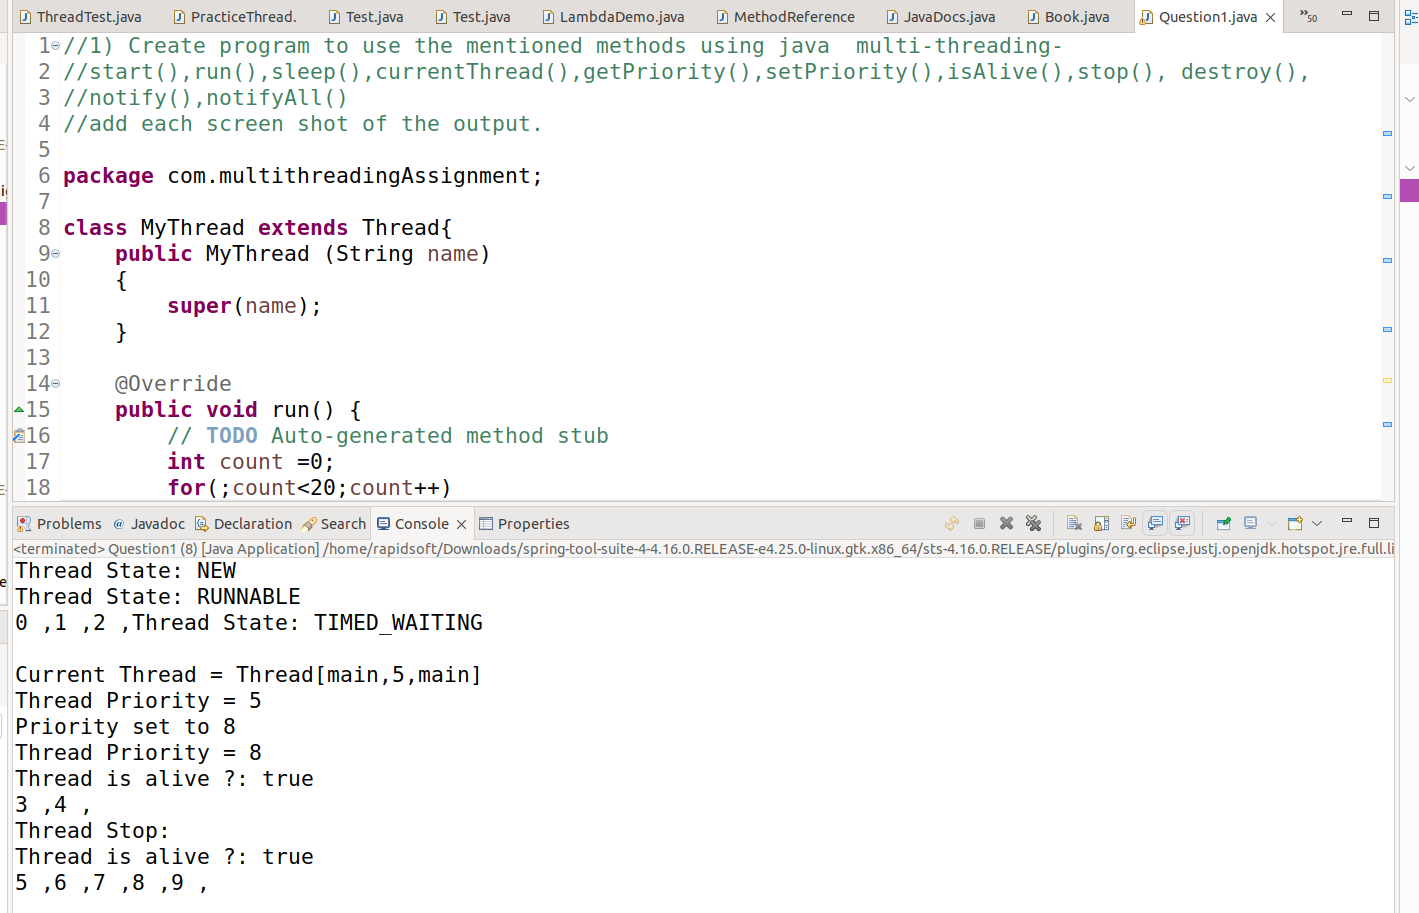 ThreadTest.java PracticeThread. Test.java Test.java LambdaDemo.java MethodReference JavaDocs.java Book.java Question1.java »50
1 //1) Create program to use the mentioned methods using java  multi-threading-
2 //start(),run(),sleep(),currentThread(),getPriority(),setPriority(),isAlive(),stop(), destroy(),
3 //notify(),notifyAll()
4 //add each screen shot of the output.
5
6 package com.multithreadingAssignment;
7
8 class MyThread extends Thread{
9     public MyThread (String name)
10     {
11         super(name);
12     }
13
14     @Override
15     public void run() {
16         // TODO Auto-generated method stub
17         int count =0;
18         for(;count<20;count++)
Problems @ Javadoc Declaration Search Console Properties
<terminated> Question1 (8) [Java Application] /home/rapidsoft/Downloads/spring-tool-suite-4-4.16.0.RELEASE-e4.25.0-linux.gtk.x86_64/sts-4.16.0.RELEASE/plugins/org.eclipse.justj.openjdk.hotspot.jre.full.li
Thread State: NEW
Thread State: RUNNABLE
0 ,1 ,2 ,Thread State: TIMED_WAITING
Current Thread = Thread[main,5,main]
Thread Priority = 5
Priority set to 8
Thread Priority = 8
Thread is alive ?: true
3 ,4 ,
Thread Stop:
Thread is alive ?: true
5 ,6 ,7 ,8 ,9 ,